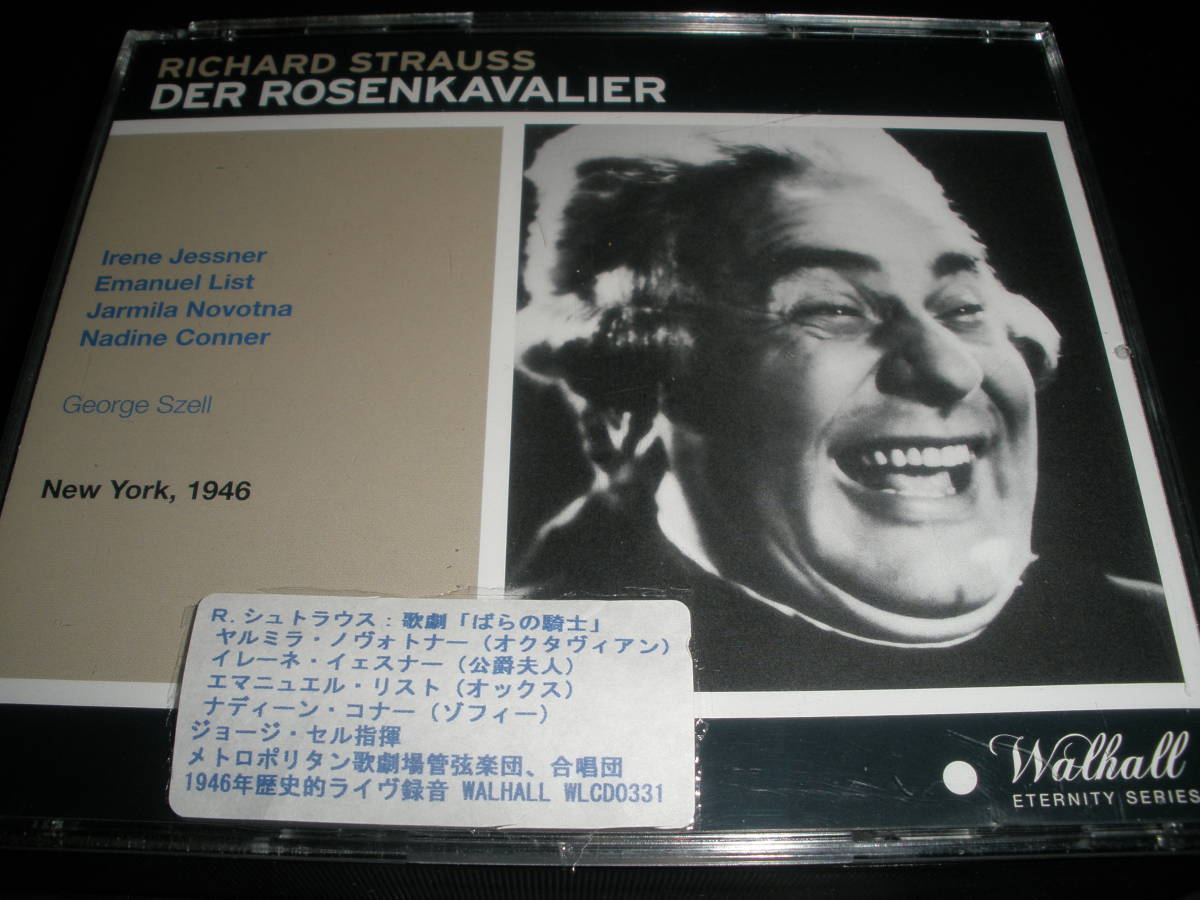 RICHARD STRAUSS
DER ROSENKAVALIER
Irene Jessner
Emanuel List
Jarmila Novotna
Nadine Conner
George Szell
New York, 1946
R.シュトラウス:歌劇「ばらの騎士」
ヤルミラ・ノヴォトナー(オクタヴィアン)
イレーネ・イェスナー(公爵夫人)
エマニュエル・リスト(オックス)
ナディーン・コナー(ゾフィー)
ジョージ・セル指揮
メトロポリタン歌劇場管弦楽団、合唱団
1946年歴史的ライヴ録音 WALHALL WLCD0331
Walhall
ETERNITY SERIES